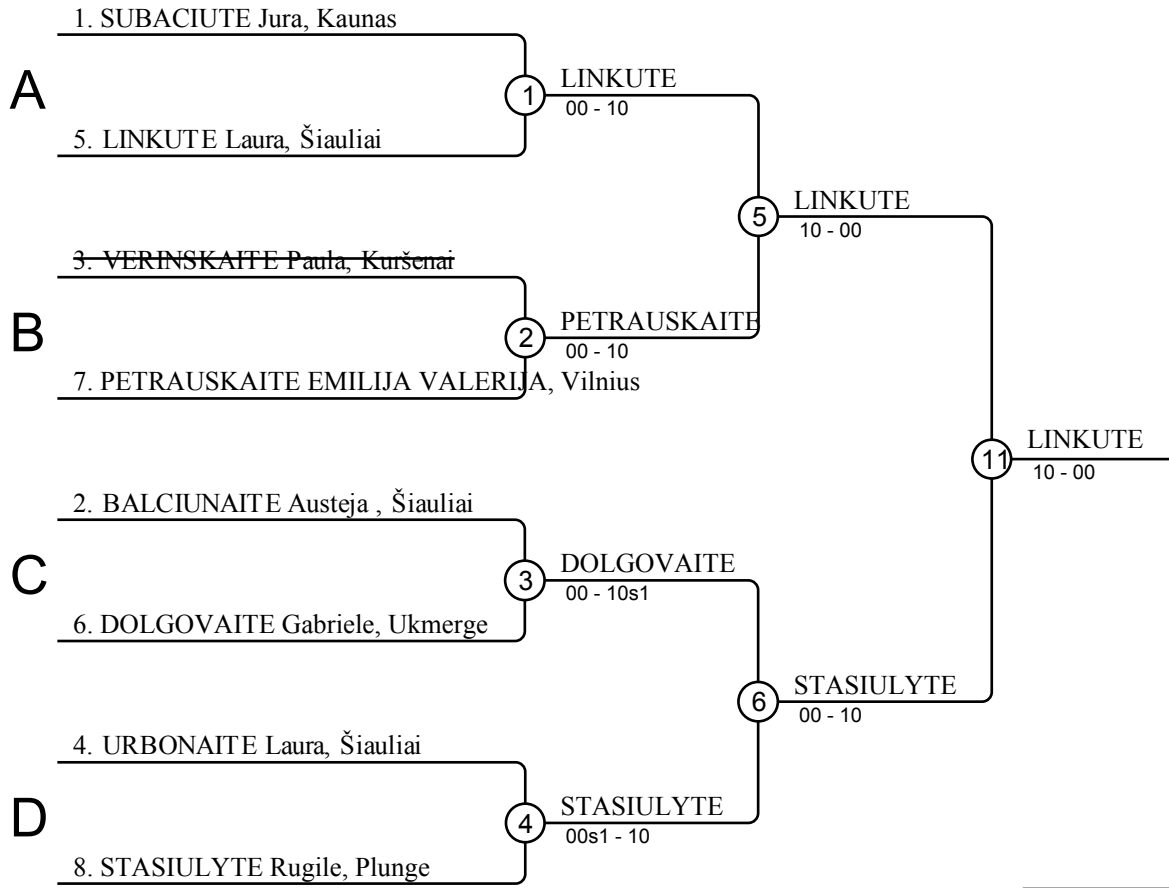 1. SUBACIUTE Jura, Kaunas
A
1
LINKUTE
00 - 10
5. LINKUTE Laura, Šiauliai
5
LINKUTE
10 - 00
3. VERINSKAITE Paula, Kuršenai
B
2
PETRAUSKAITE
00 - 10
7. PETRAUSKAITE EMILIJA VALERIJA, Vilnius
11
LINKUTE
10 - 00
2. BALCIUNAITE Austeja , Šiauliai
C
3
DOLGOVAITE
00 - 10s1
6. DOLGOVAITE Gabriele, Ukmerge
6
STASIULYTE
00 - 10
4. URBONAITE Laura, Šiauliai
D
4
STASIULYTE
00s1 - 10
8. STASIULYTE Rugile, Plunge